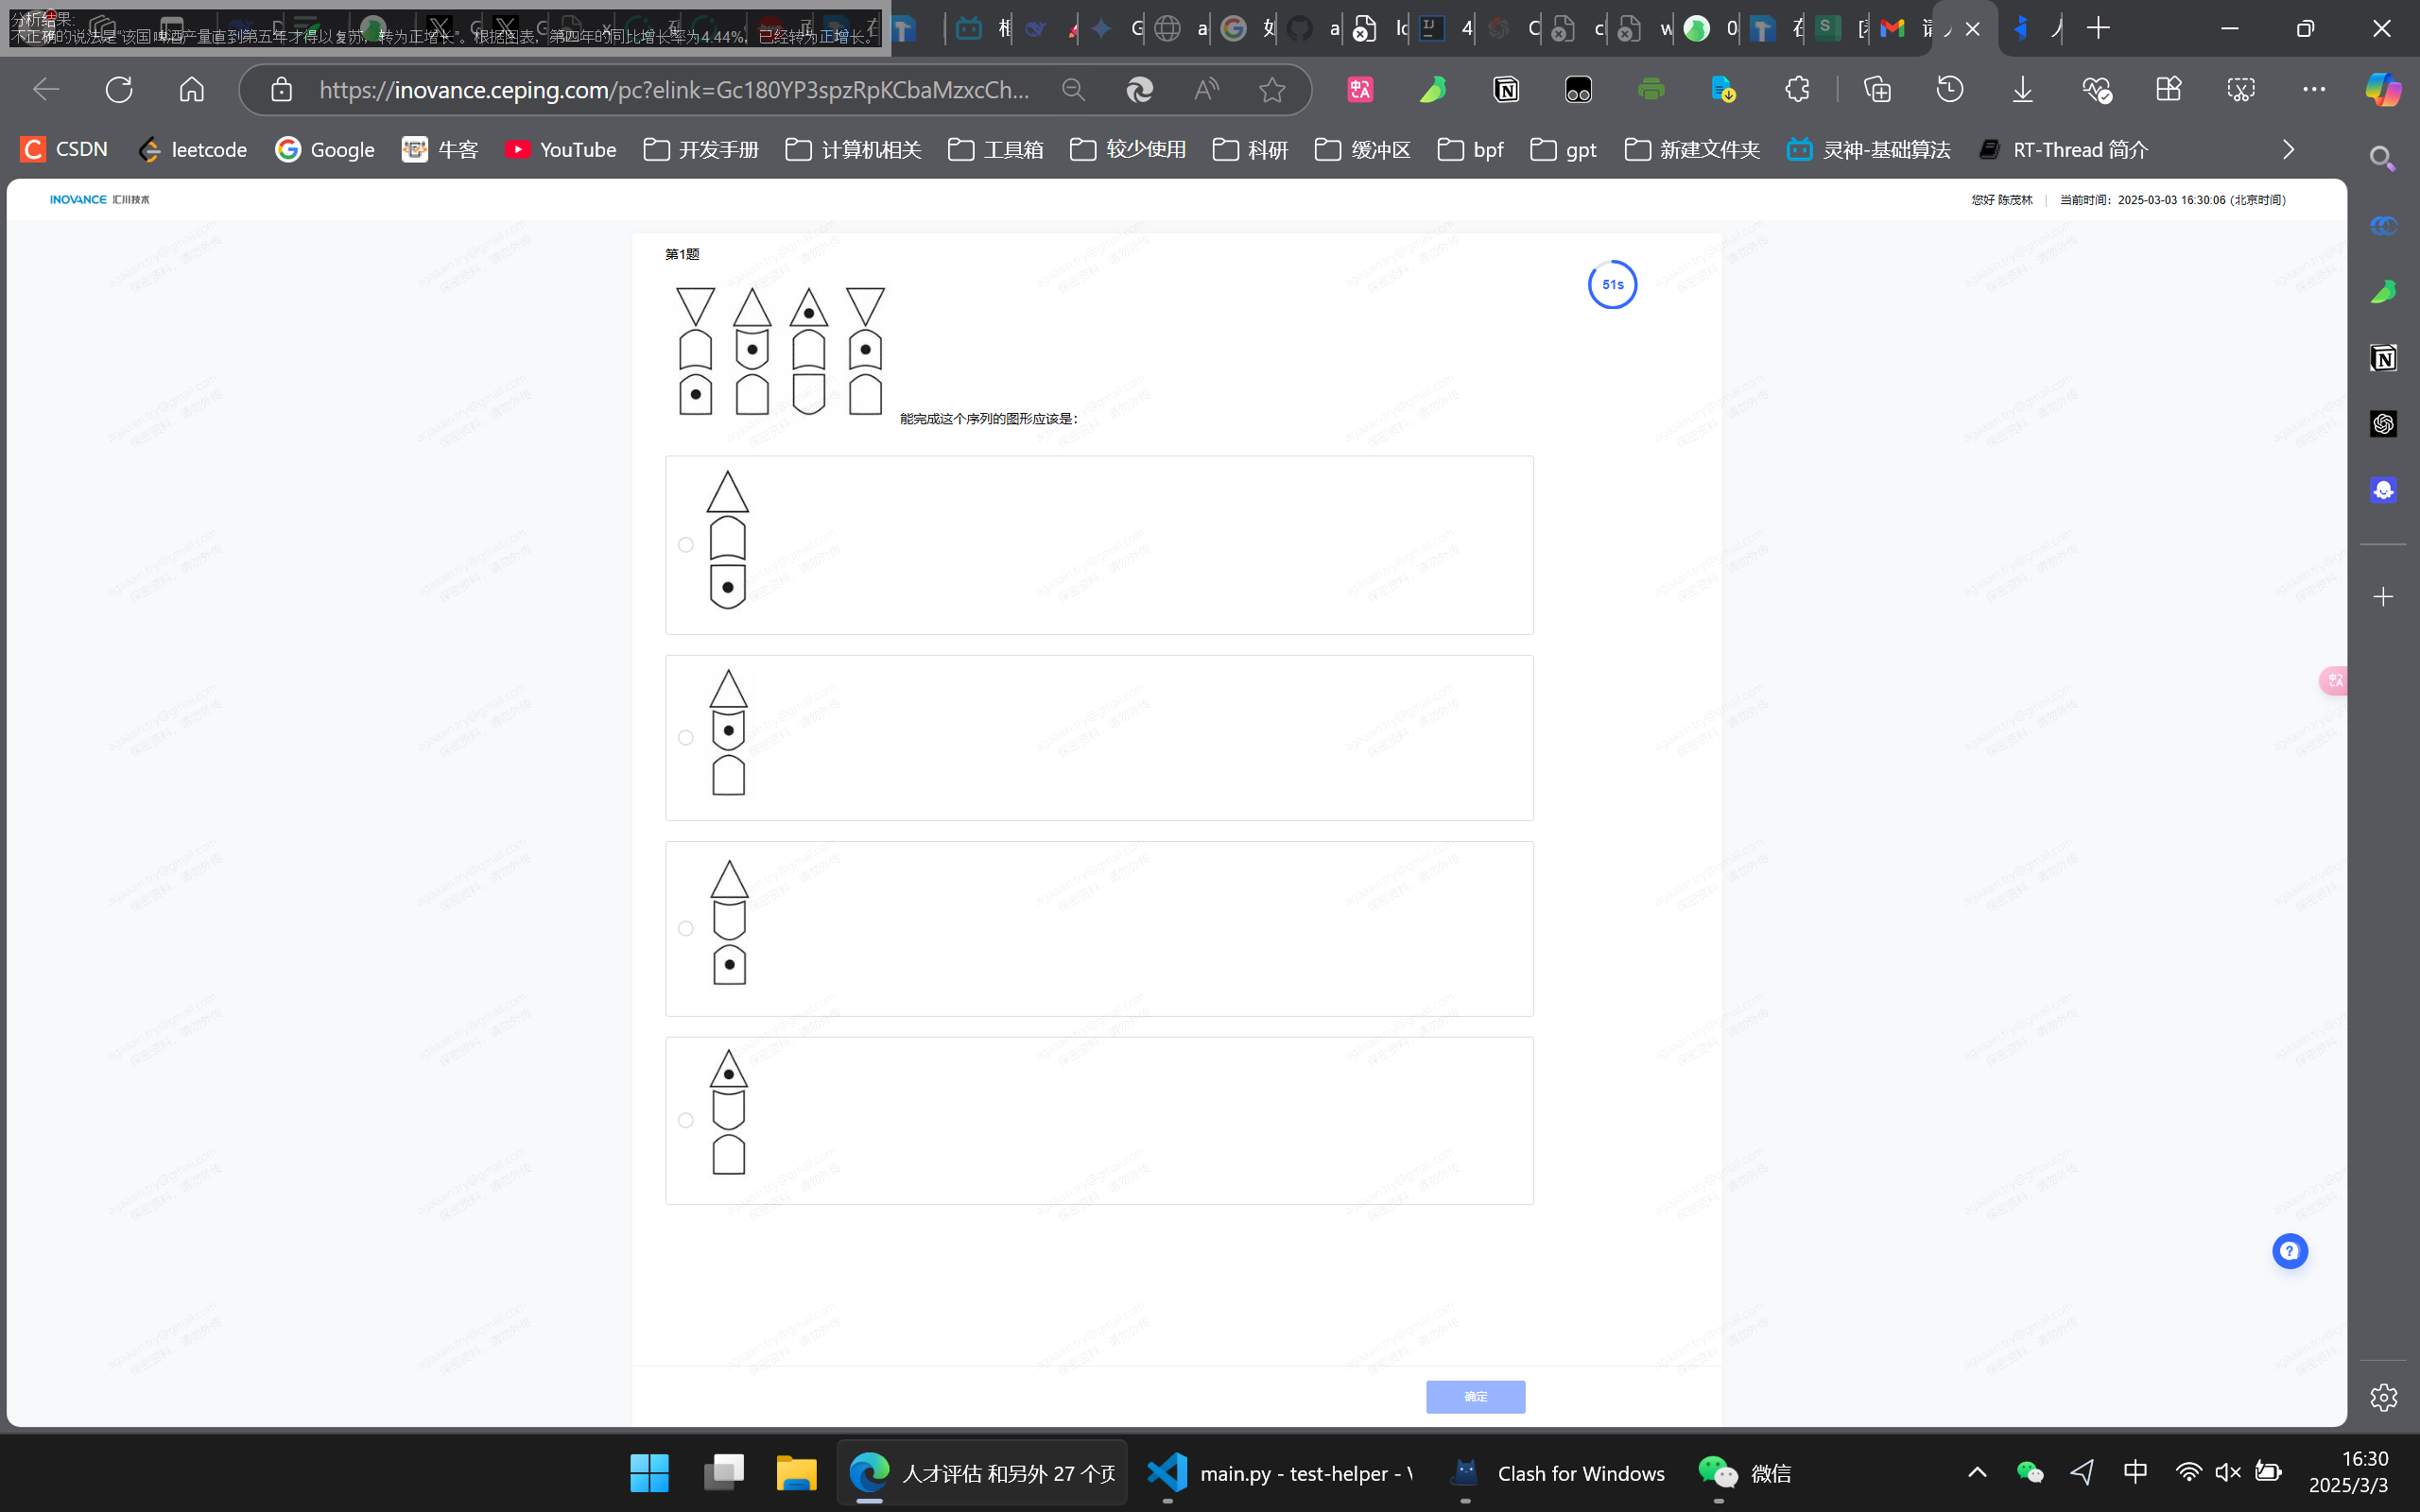 分析结果:
不正确的说法是“该国啤酒产量直到第五年才得以复苏，转为正增长”。根据图表，第四年的同比增长率为4.44%，已经转为正增长。
https://inovance.ceping.com/pc?elink=Gc180YP3spzRpKCbaMzxcCh...
CSDN
leetcode
Google
牛客
YouTube
开发手册
计算机相关
工具箱
较少使用
科研
缓冲区
bpf
gpt
新建文件夹
灵神-基础算法
RT-Thread 简介
INOVANCE 汇川技术
您好 陈茂林 | 当前时间：2025-03-03 16:30:06 (北京时间)
第1题
51s
能完成这个序列的图形应该是：
确定
人才评估 和另外 27 个页
main.py - test-helper - V
Clash for Windows
微信
中
16:30
2025/3/3